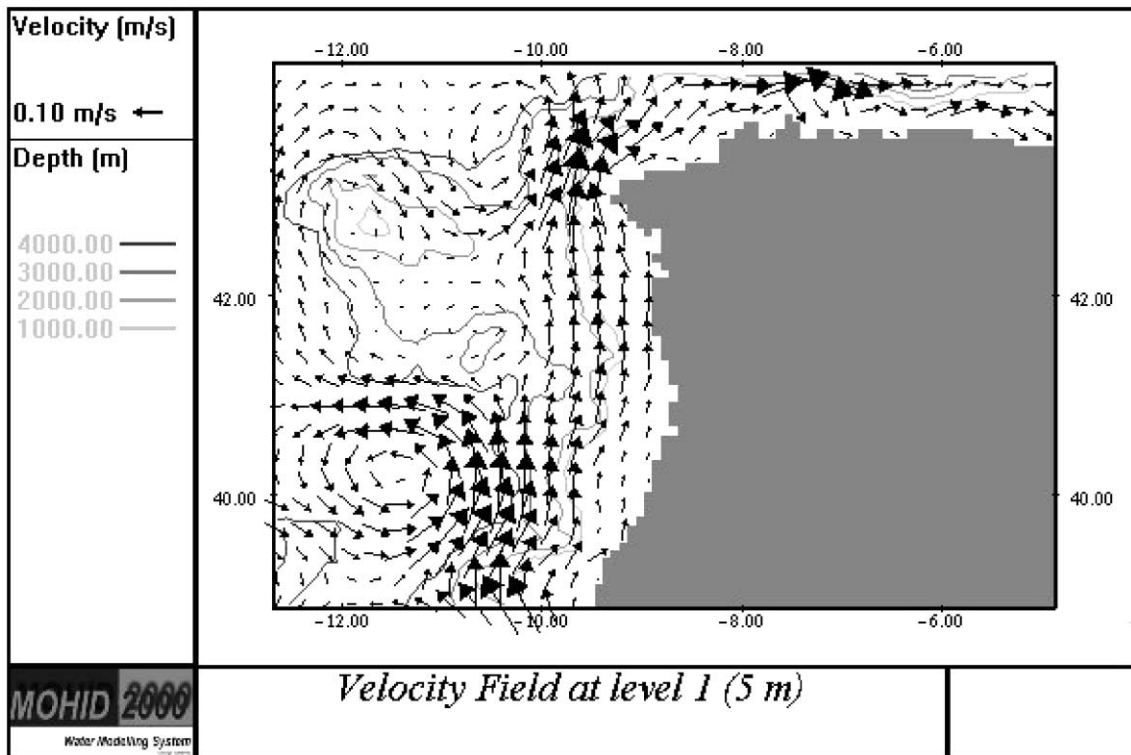 Velocity (m/s)
0.10 m/s
Depth (m)
4000.00
3000.00
2000.00
1000.00
-12.00 -10.00 -8.00 -6.00
42.00 42.00
40.00 40.00
-12.00 -10.00 -8.00 -6.00
MOHID 2000
Water Modelling System
Velocity Field at level 1 (5 m)